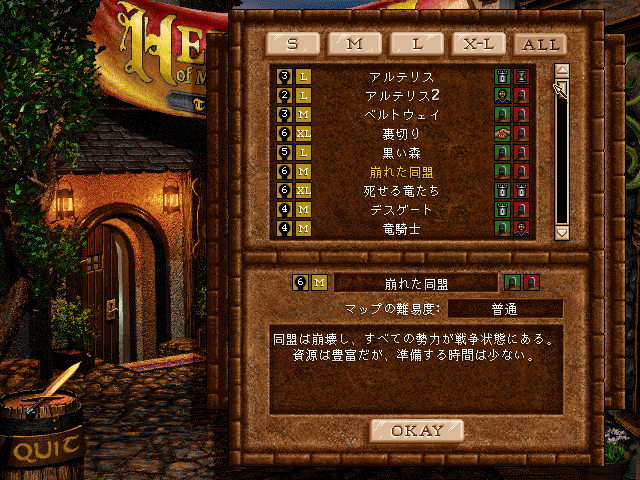 HE
of M
S M L X-L ALL
3 L アルテリス
2 L アルテリス2
3 M ベルトウェイ
6 XL 裏切り
5 L 黒い森
6 M 崩れた同盟
6 XL 死せる竜たち
4 M デスゲート
4 M 竜騎士
6 M 崩れた同盟
マップの難易度: 普通
同盟は崩壊し、すべての勢力が戦争状態にある。
資源は豊富だが、準備する時間は少ない。
OKAY
QUIT